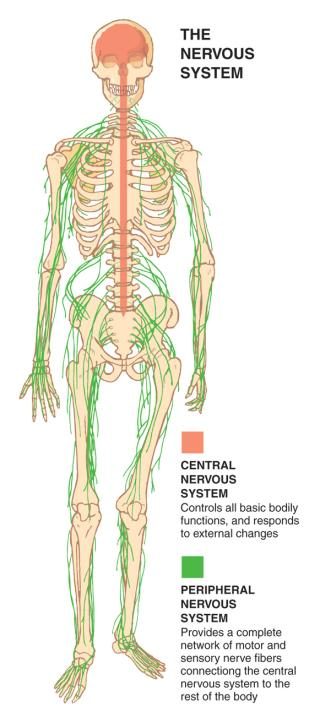 THE
NERVOUS
SYSTEM
CENTRAL
NERVOUS
SYSTEM
Controls all basic bodily
functions, and responds
to external changes
PERIPHERAL
NERVOUS
SYSTEM
Provides a complete
network of motor and
sensory nerve fibers
connectiong the central
nervous system to the
rest of the body